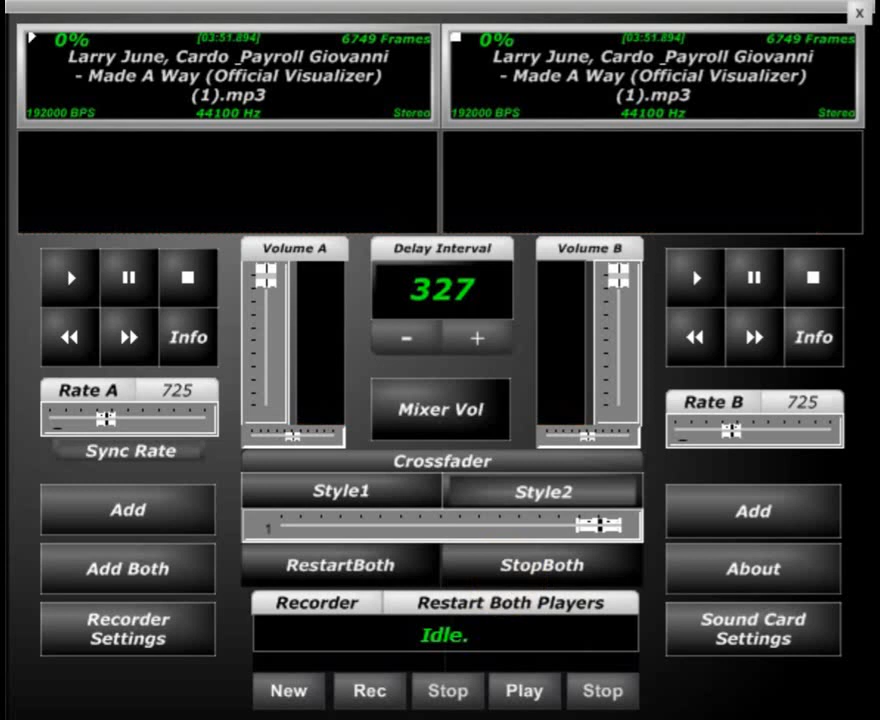 x
0% [03:51.894] 6749 Frames
Larry June, Cardo _Payroll Giovanni
- Made A Way (Official Visualizer)
(1).mp3
192000 BPS 44100 Hz Stereo
0% [03:51.894] 6749 Frames
Larry June, Cardo _Payroll Giovanni
- Made A Way (Official Visualizer)
(1).mp3
192000 BPS 44100 Hz Stereo
Volume A
Delay Interval
Volume B
327
- +
Info
Info
Rate A 725
Mixer Vol
Rate B 725
Sync Rate
Crossfader
Style1 Style2
1
Add
Add
RestartBoth StopBoth
Add Both
About
Recorder Restart Both Players
Recorder
Settings
Idle.
Sound Card
Settings
New Rec Stop Play Stop